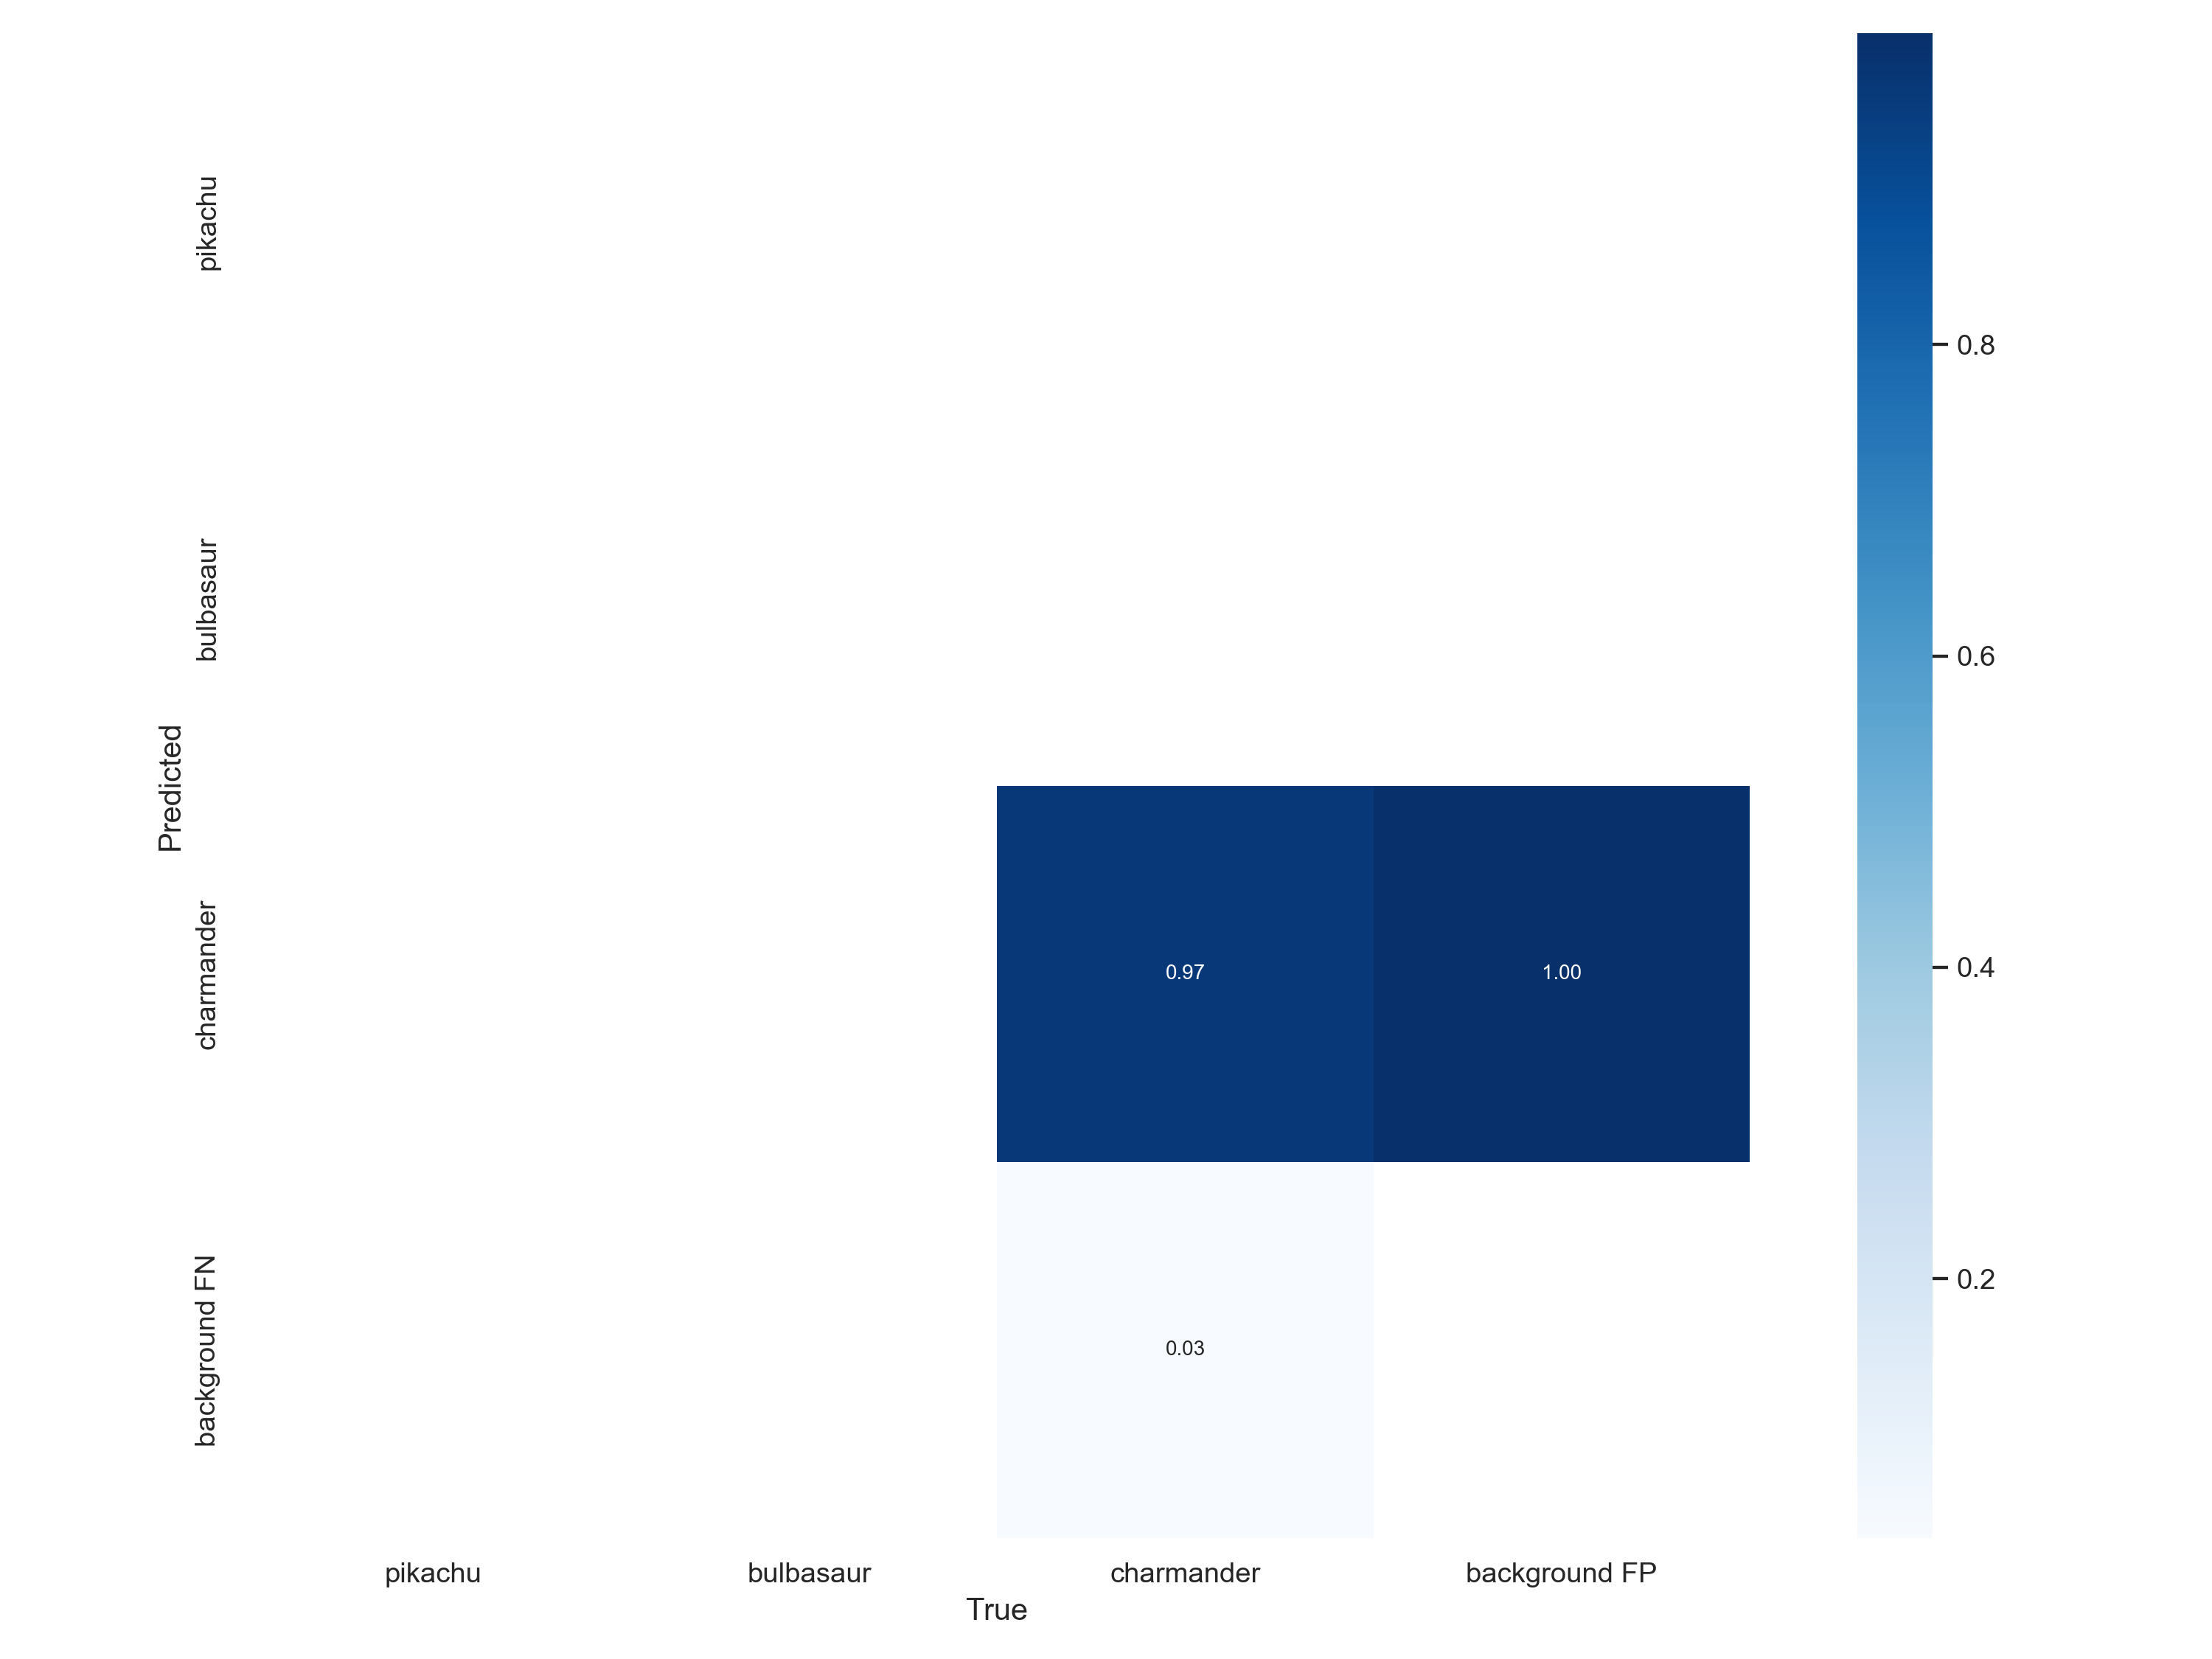 pikachu
bulbasaur
charmander
background FN
Predicted
0.97
1.00
0.03
pikachu
bulbasaur
charmander
background FP
True
0.8
0.6
0.4
0.2